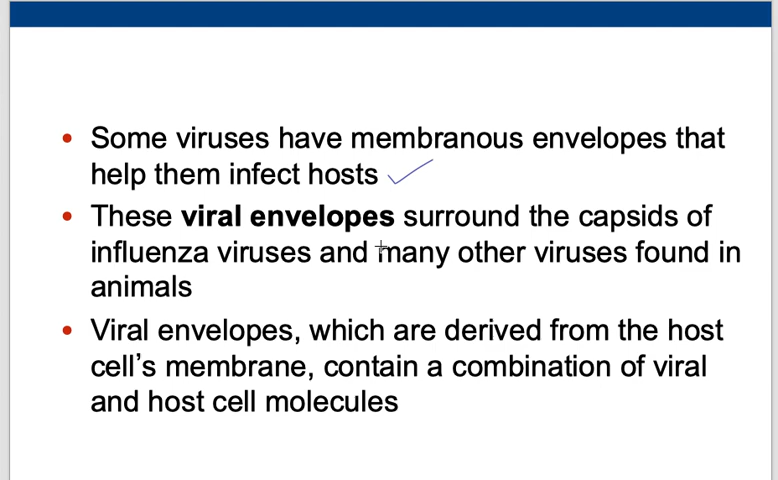 • Some viruses have membranous envelopes that
help them infect hosts
• These viral envelopes surround the capsids of
influenza viruses and many other viruses found in
animals
• Viral envelopes, which are derived from the host
cell’s membrane, contain a combination of viral
and host cell molecules